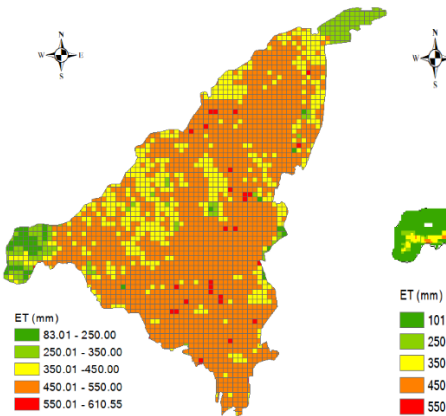 N
W E
S
N
W
S
ET (mm)
83.01 - 250.00
250.01 - 350.00
350.01 -450.00
450.01 - 550.00
550.01 - 610.55
ET (mm)
101
250
350
450
550